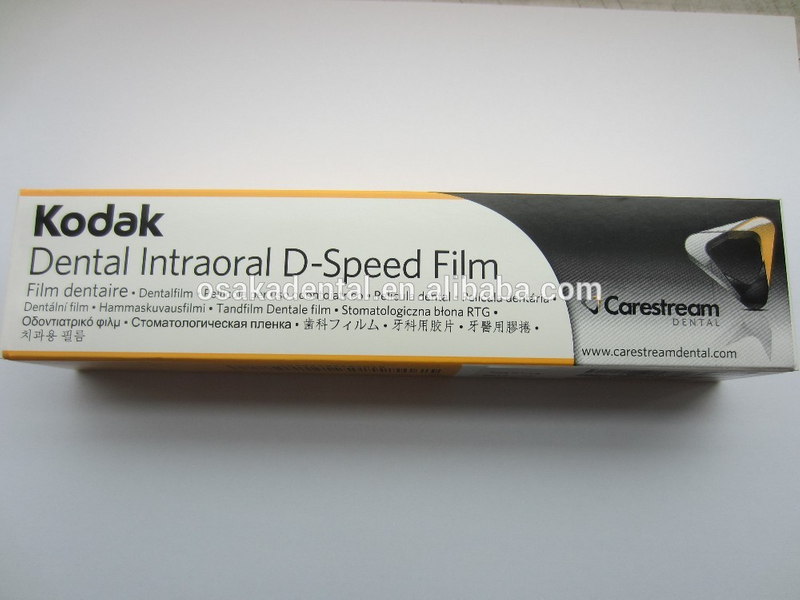 Kodak
Dental Intraoral D-Speed Film
Film dentaire • Dentalfilm •
Dentální film • Hammaskuvausfilmi • Tandfilm Dentale film • Stomatologiczna błona RTG •
Οδοντιατρικό φιλμ • Стоматологическая пленка • 歯科フィルム • 牙科用胶片 • 牙醫用膠捲 •
치과용 필름
Carestream
DENTAL
www.carestreamdental.com
osakadental.en.alibaba.com